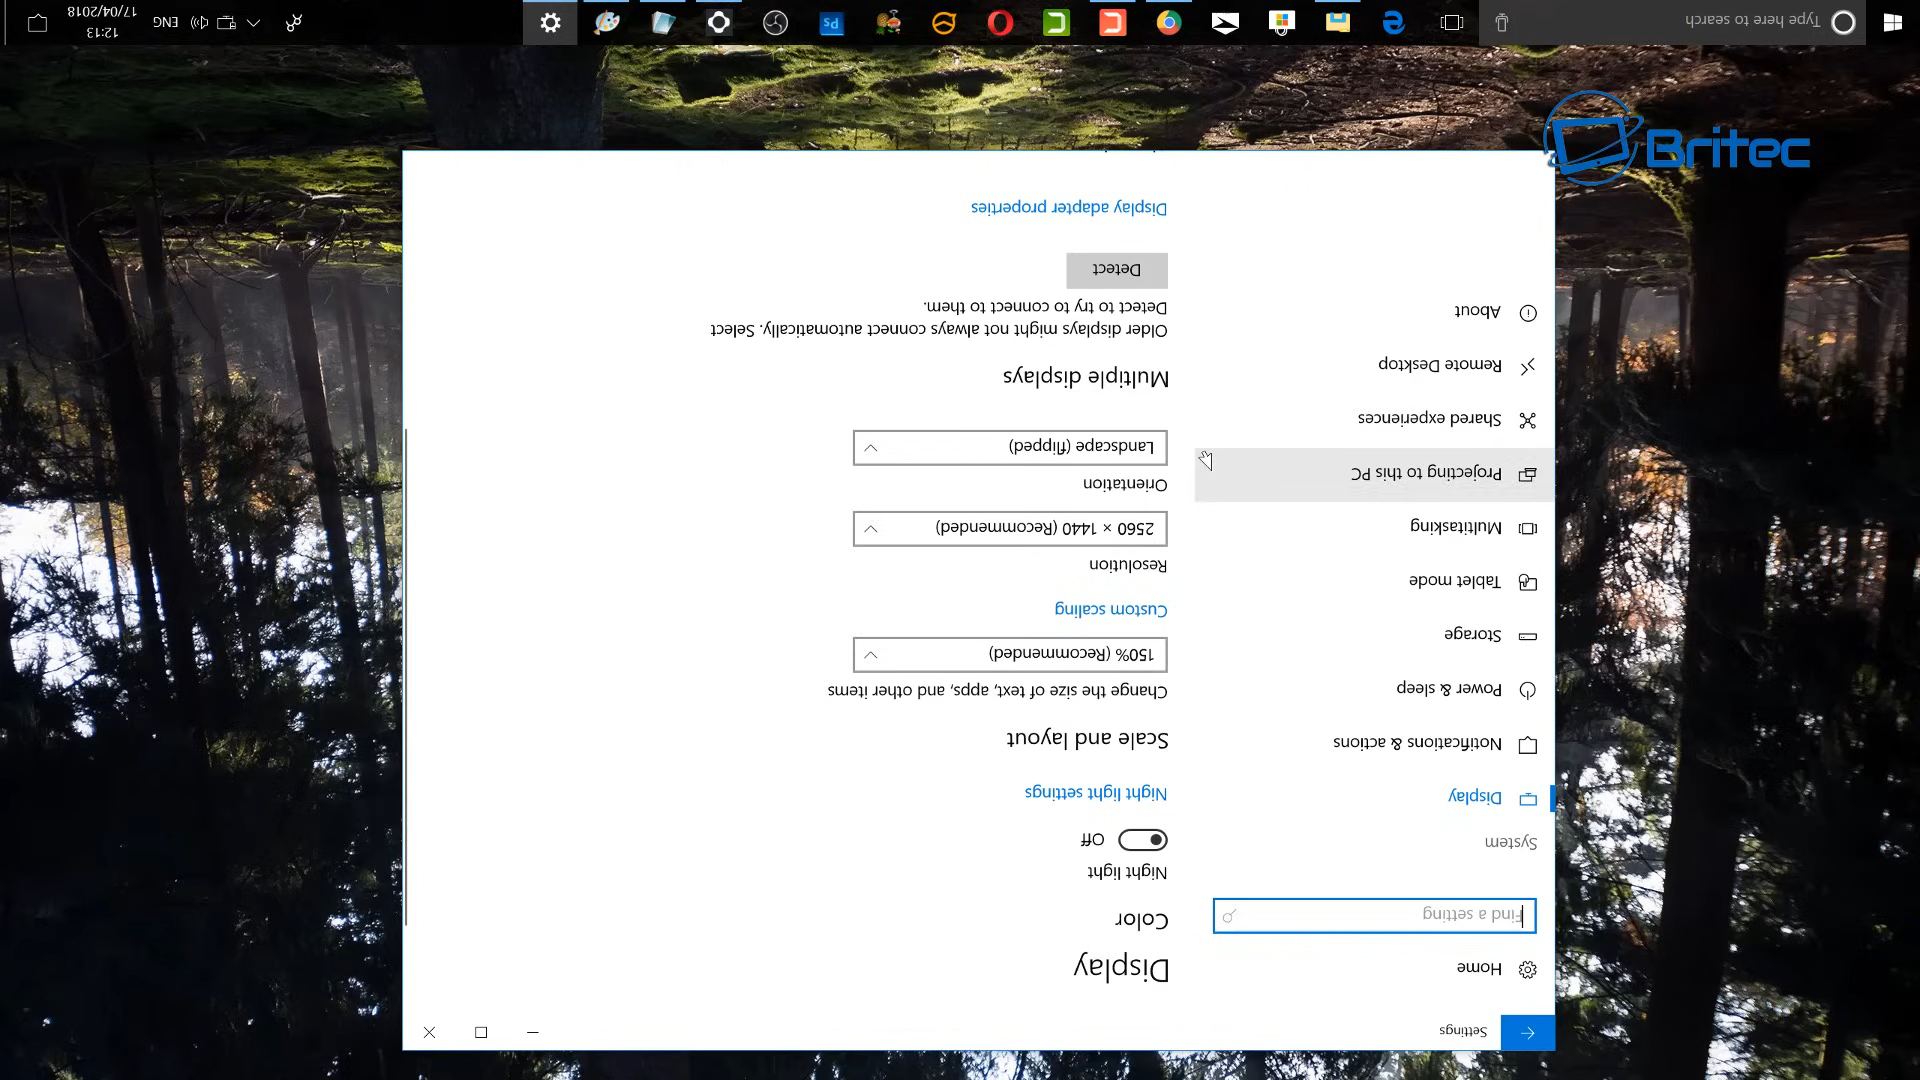 Britec
Settings
Home
Find a setting
System
Display
Notifications & actions
Power & sleep
Storage
Tablet mode
Multitasking
Projecting to this PC
Shared experiences
Remote Desktop
About
Display
Color
Night light
Off
Night light settings
Scale and layout
Change the size of text, apps, and other items
150% (Recommended)
Custom scaling
Resolution
2560 × 1440 (Recommended)
Orientation
Landscape (flipped)
Multiple displays
Older displays might not always connect automatically. Select
Detect to try to connect to them.
Detect
Display adapter properties
Type here to search
Ps
ENG
12:13
17/04/2018